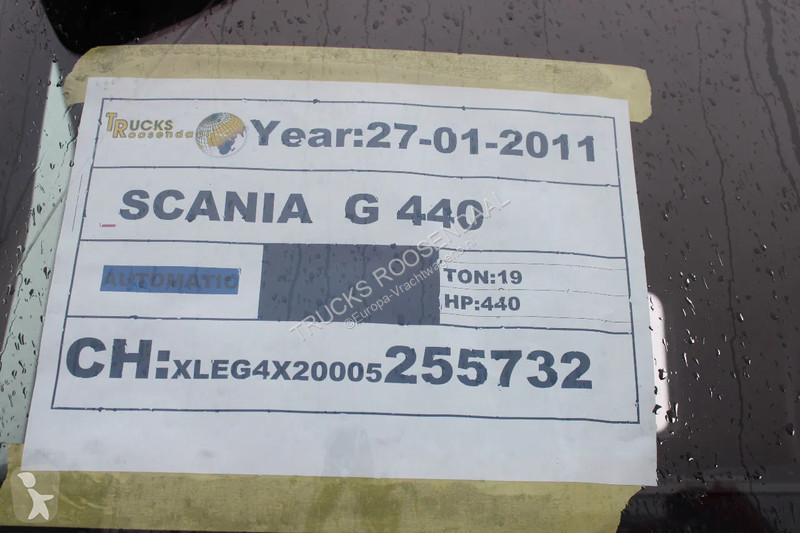 TRUCKS
Roosendaal
Year:27-01-2011
SCANIA G 440
AUTOMATIC
TON:19
HP:440
CH:XLEG4X20005255732
TRUCKS ROOSENDAAL
©Europa-Vrachtwagens